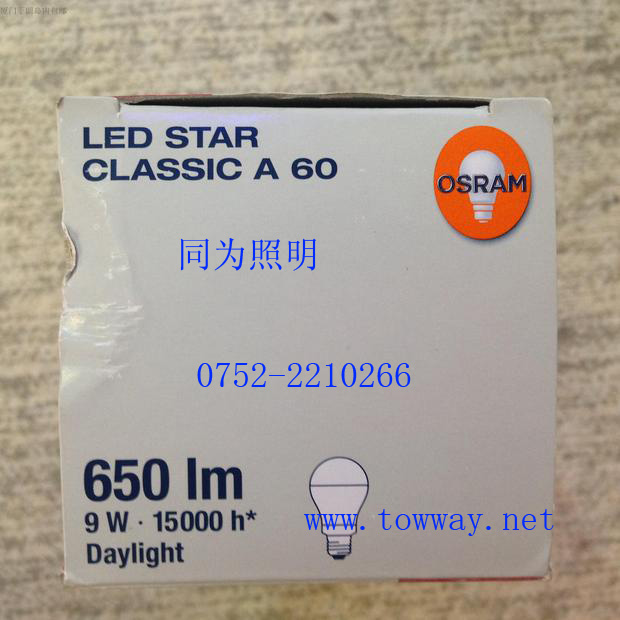 LED STAR
CLASSIC A 60
OSRAM
同为照明
0752-2210266
650 lm
9 W · 15000 h*
Daylight
www.towway.net